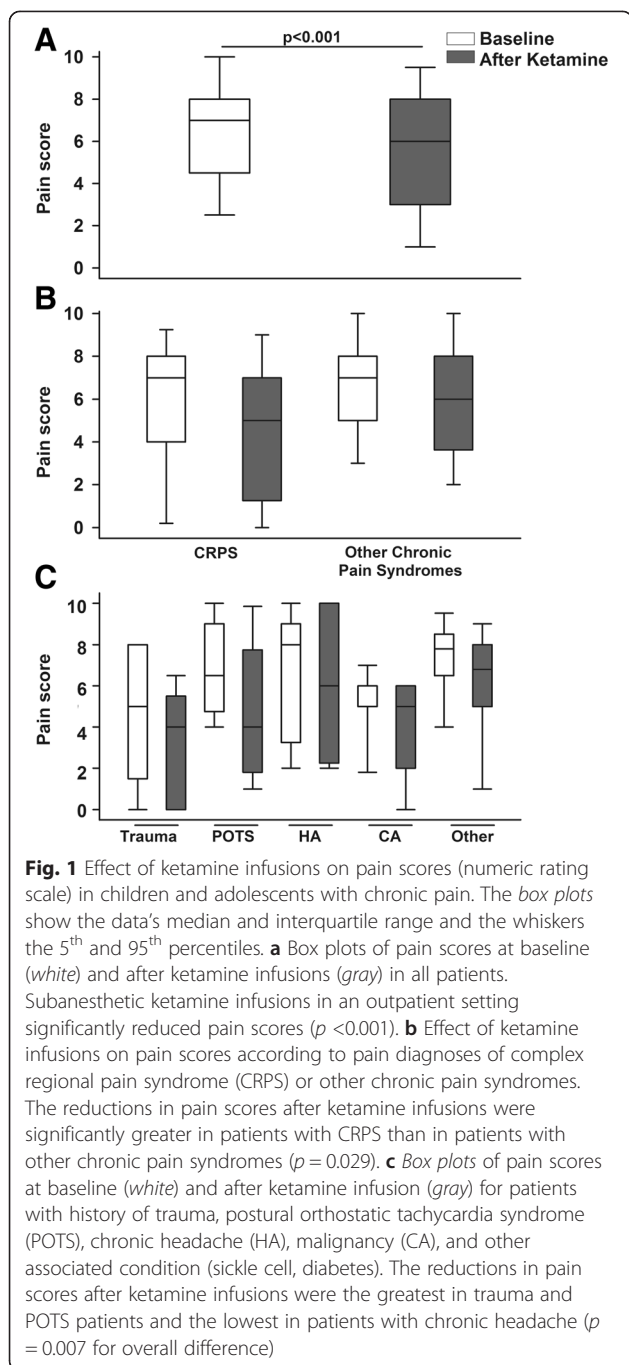 A
p<0.001
Baseline
After Ketamine
10
8
6
4
2
0
Pain score
B
10
8
6
4
2
0
Pain score
CRPS
Other Chronic
Pain Syndromes
C
10
8
6
4
2
0
Pain score
Trauma POTS HA CA Other
Fig. 1 Effect of ketamine infusions on pain scores (numeric rating
scale) in children and adolescents with chronic pain. The box plots
show the data's median and interquartile range and the whiskers
the 5th and 95th percentiles. a Box plots of pain scores at baseline
(white) and after ketamine infusions (gray) in all patients.
Subanesthetic ketamine infusions in an outpatient setting
significantly reduced pain scores (p <0.001). b Effect of ketamine
infusions on pain scores according to pain diagnoses of complex
regional pain syndrome (CRPS) or other chronic pain syndromes.
The reductions in pain scores after ketamine infusions were
significantly greater in patients with CRPS than in patients with
other chronic pain syndromes (p = 0.029). c Box plots of pain scores
at baseline (white) and after ketamine infusion (gray) for patients
with history of trauma, postural orthostatic tachycardia syndrome
(POTS), chronic headache (HA), malignancy (CA), and other
associated condition (sickle cell, diabetes). The reductions in pain
scores after ketamine infusions were the greatest in trauma and
POTS patients and the lowest in patients with chronic headache (p
= 0.007 for overall difference)